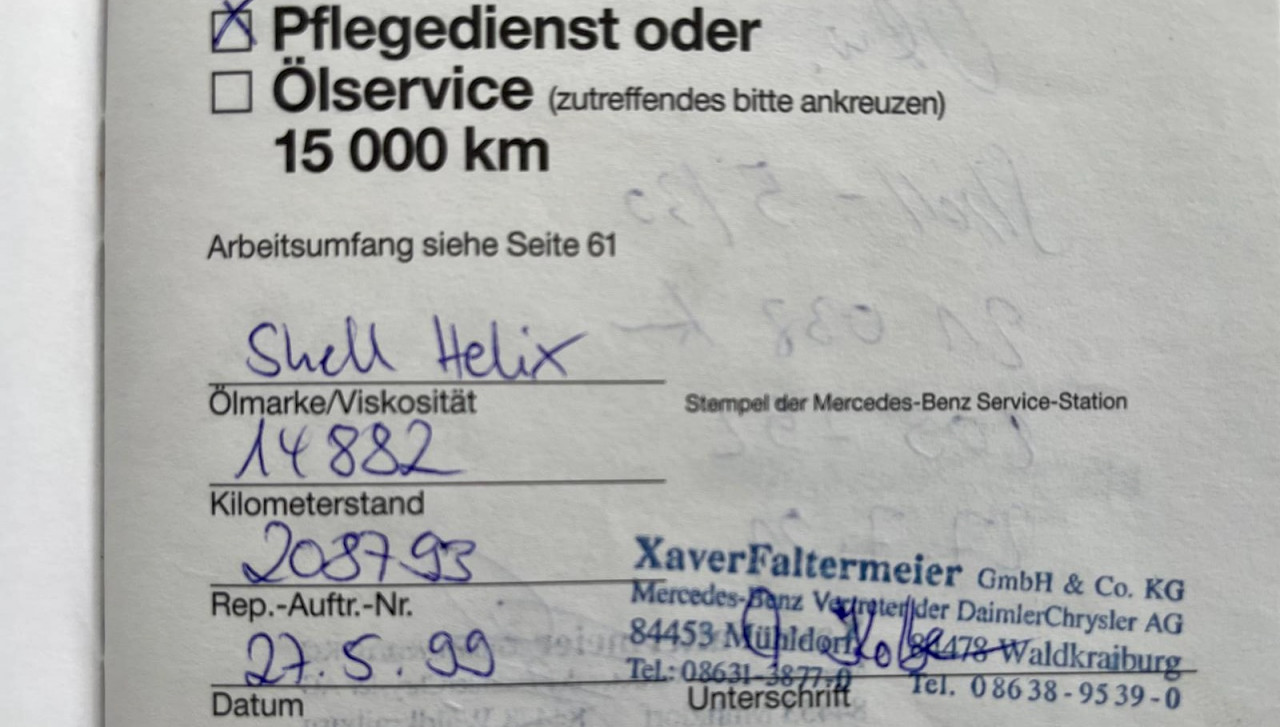 Pflegedienst oder
Ölservice (zutreffendes bitte ankreuzen)
15 000 km
Arbeitsumfang siehe Seite 61
Shell Helix
Ölmarke/Viskosität
Stempel der Mercedes-Benz Service-Station
14882
Kilometerstand
208793
Rep.-Auftr.-Nr.
27.5.99
Datum
XaverFaltermeier GmbH & Co. KG
Mercedes-Benz Vertreter der DaimlerChrysler AG
84453 Mühldorf 84478 Waldkraiburg
Tel.: 08631-3877-0 Tel. 08638-9539-0
Unterschrift